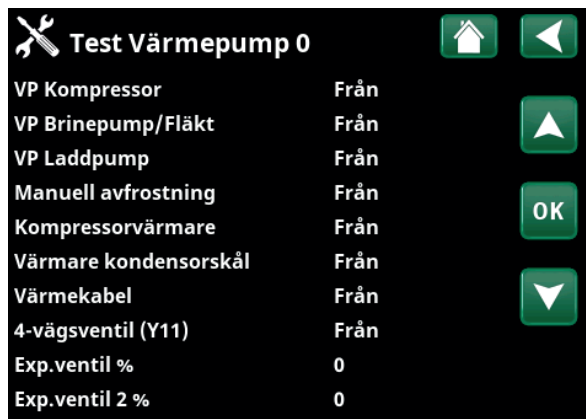 Test Värmepump 0
VP Kompressor Från
VP Brinepump/Fläkt Från
VP Laddpump Från
Manuell avfrostning Från
Kompressorvärmare Från
OK
Värmare kondensorskål Från
Värmekabel Från
4-vägsventil (Y11) Från
Exp.ventil % 0
Exp.ventil 2 % 0